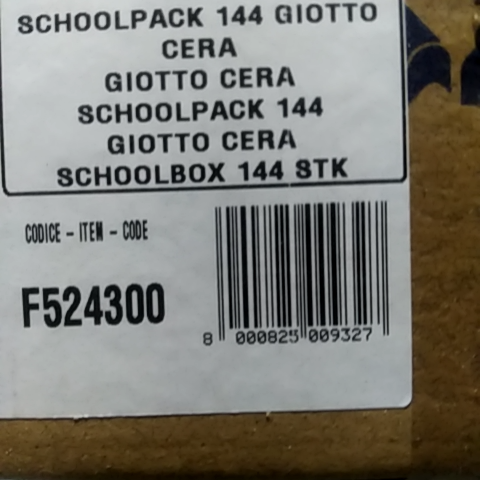 SCHOOLPACK 144 GIOTTO
CERA
GIOTTO CERA
SCHOOLPACK 144
GIOTTO CERA
SCHOOLBOX 144 STK
CODICE - ITEM - CODE
F524300
8 000825 009327